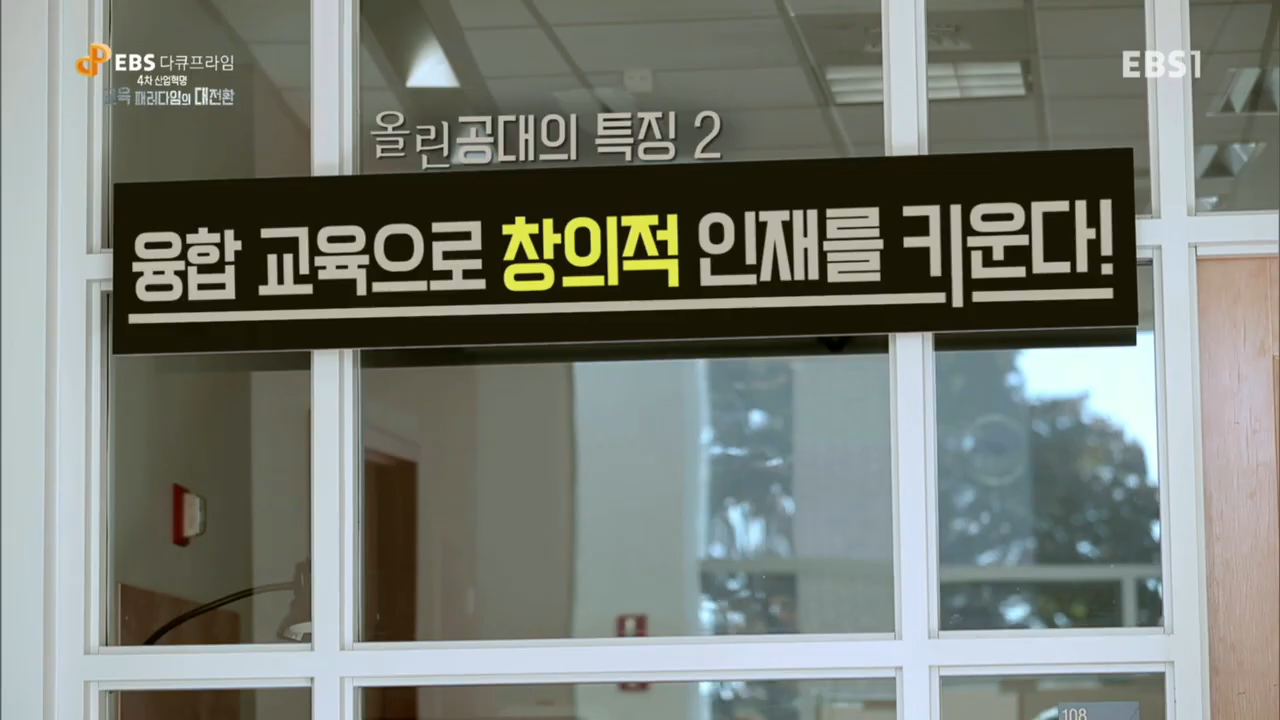 EBS 다큐프라임
4차 산업혁명
교육 패러다임의 대전환
EBS1
올린공대의 특징 2
융합 교육으로 창의적 인재를 키운다!
108